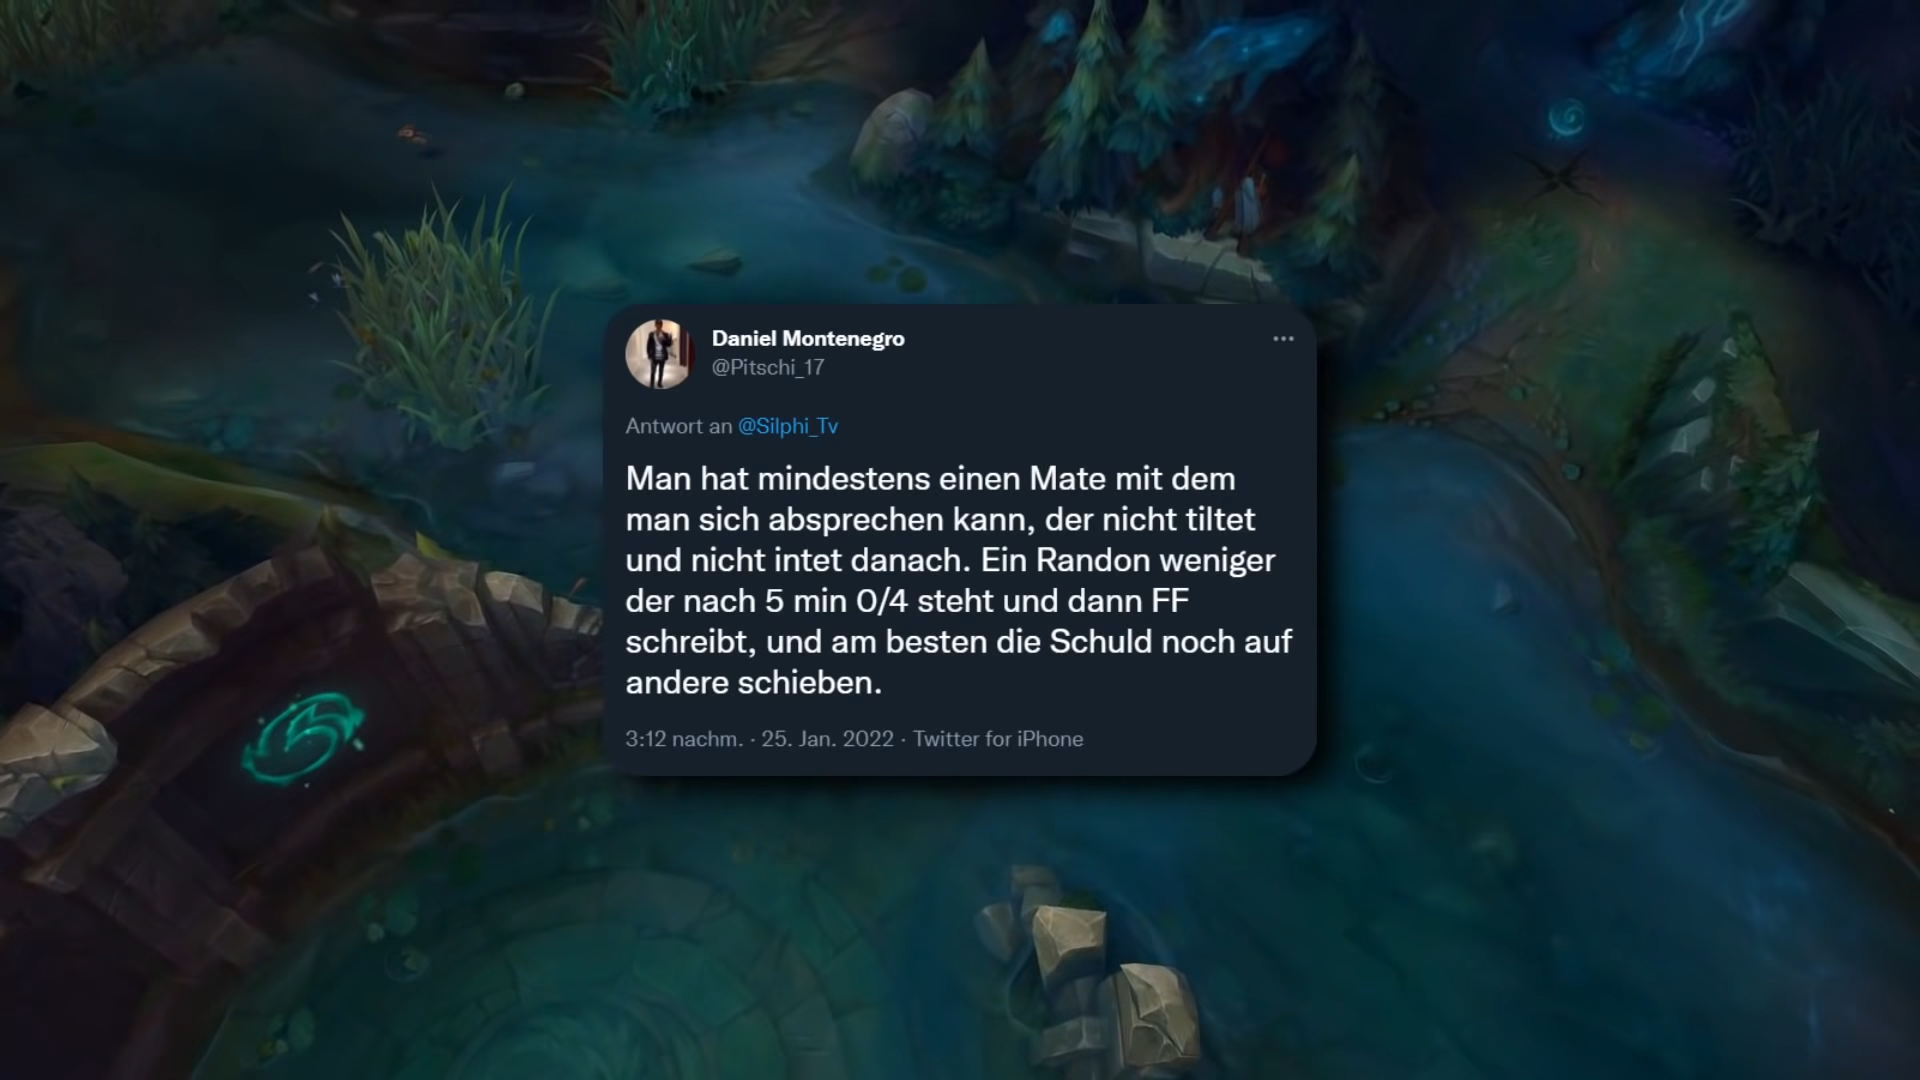 Daniel Montenegro
@Pitschi_17
Antwort an @Silphi_Tv
Man hat mindestens einen Mate mit dem
man sich absprechen kann, der nicht tiltet
und nicht intet danach. Ein Randon weniger
der nach 5 min 0/4 steht und dann FF
schreibt, und am besten die Schuld noch auf
andere schieben.
3:12 nachm. · 25. Jan. 2022 · Twitter for iPhone